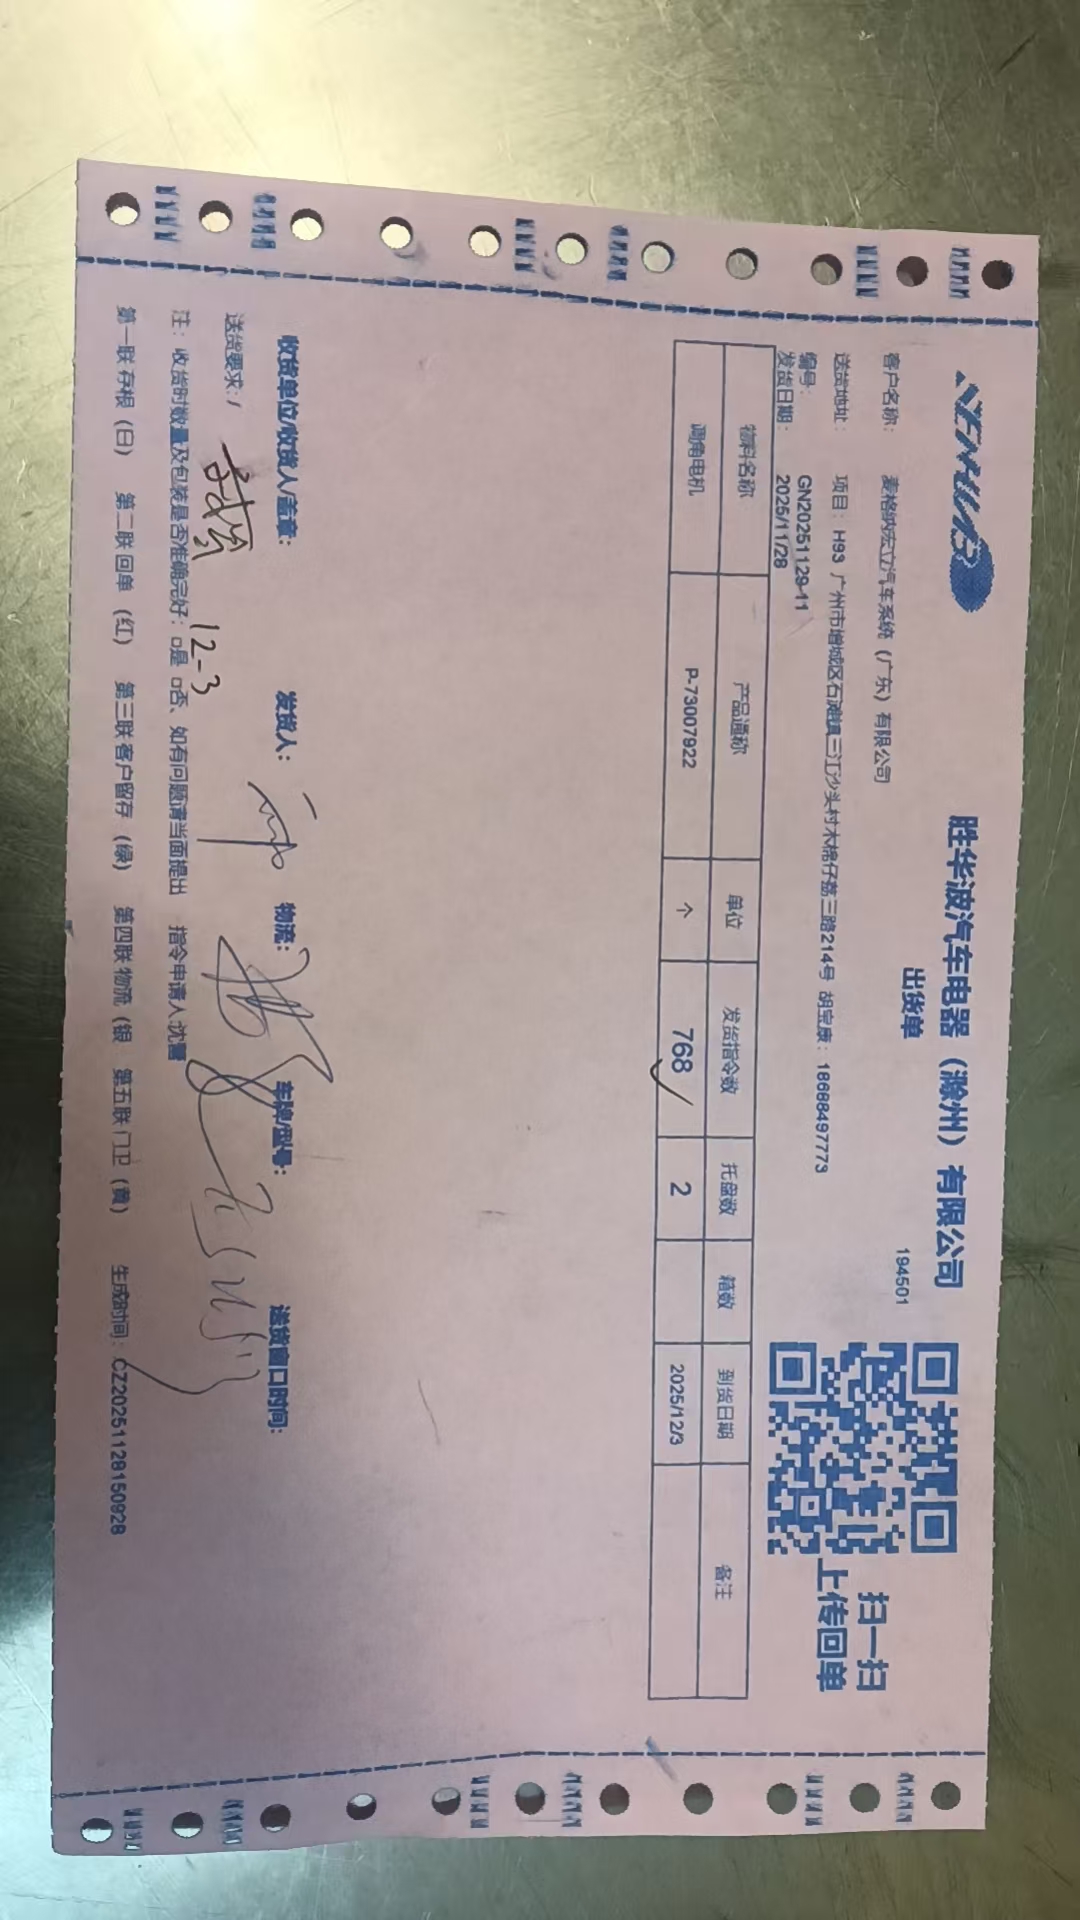 SENHUAB
胜华波汽车电器（滁州）有限公司
出货单
194501
扫一扫
上传回单
客户名称： 麦格纳宏立汽车系统（广东）有限公司
送货地址： 项目：H93 广州市增城区石滩镇三江沙头村木棉仔荔三路214号 胡宗康：18688497773
编号： GN20251129-11
发货日期： 2025/11/28
物料名称 产品通称 单位 发货指令数 托盘数 箱数 到货日期 备注
调角电机 P-73007922 个 768 2 2025/12/3
收货单位/收货人/盖章： 发货人： 物流： 车牌/型号： 送货窗口时间：
送货要求：/
12-3
注：收货时数量及包装是否准确完好：□是 □否、如有问题请当面提出 指令申请人:沈露
第一联 存根（白） 第二联 回单（红） 第三联 客户留存（绿） 第四联 物流（银 第五联 门卫（黄） 生成时间：CZ20251128150928